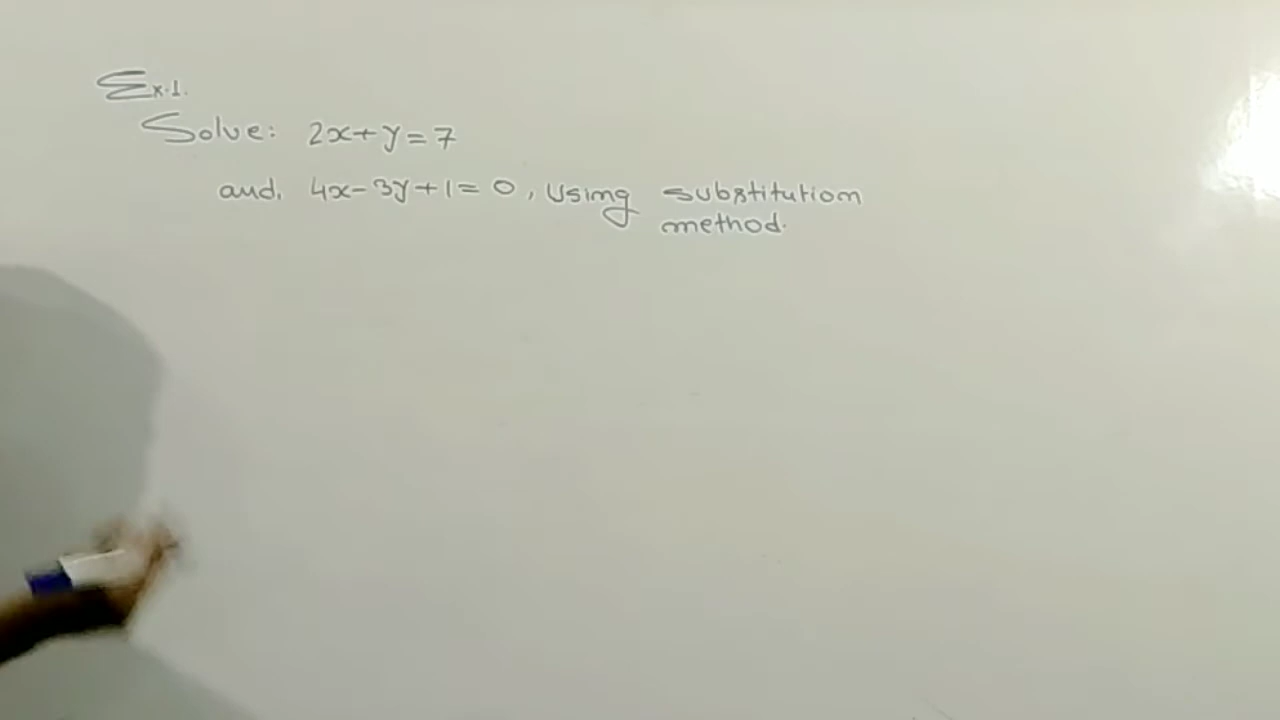 Ex.1.
Solve: 2x+y=7
and, 4x-3y+1=0, Using substitution
method.